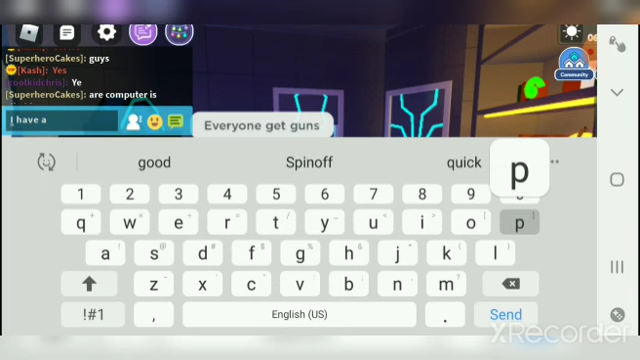 [SuperheroCakes]: guys
[Kash]: Yes
[coolkidchris]: Ye
[SuperheroCakes]: are computer is
I have a
Everyone get guns
Community
good Spinoff quick
p
1 2 3 4 5 6 7 8 9
q w e r t y u i o p
a s d f g h j k l
z x c v b n m
!#1 , English (US) . Send
XRecorder